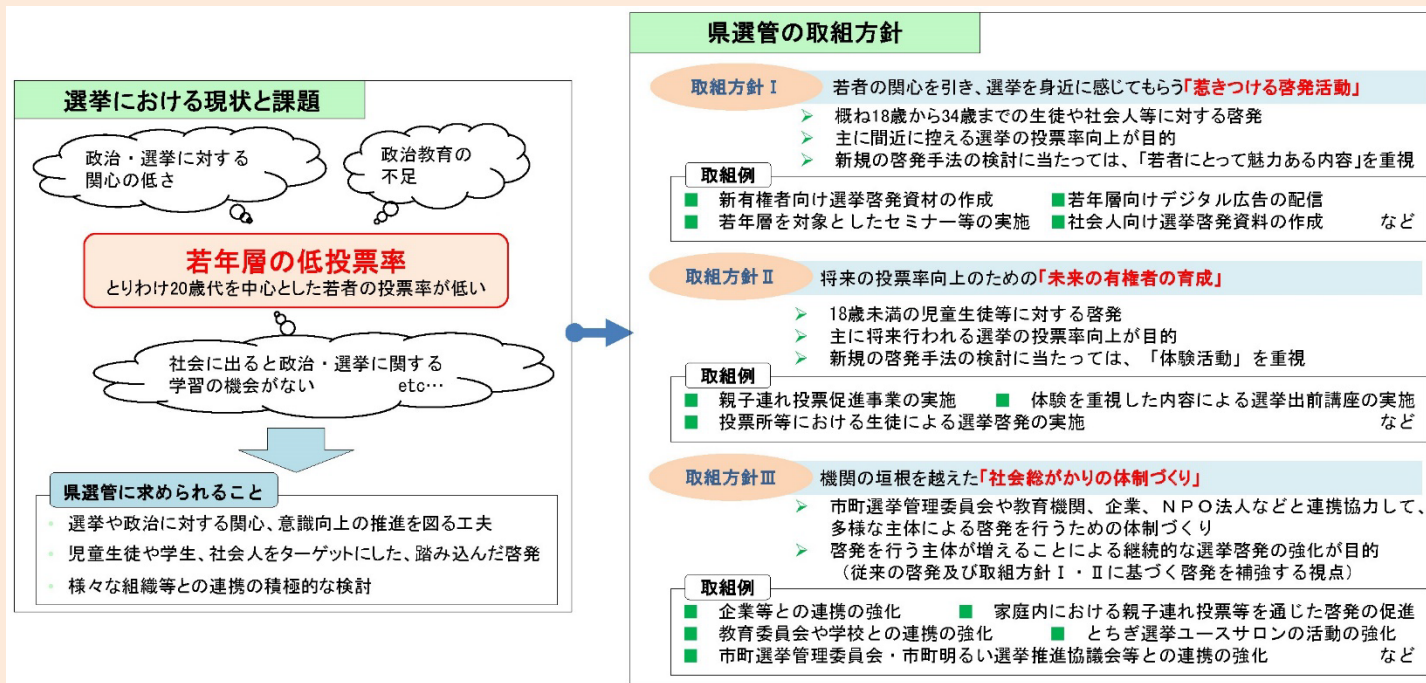 選挙における現状と課題
政治・選挙に対する
関心の低さ
政治教育の
不足
若年層の低投票率
とりわけ20歳代を中心とした若者の投票率が低い
社会に出ると政治・選挙に関する
学習の機会がない etc…
県選管に求められること
・ 選挙や政治に対する関心、意識向上の推進を図る工夫
・ 児童生徒や学生、社会人をターゲットにした、踏み込んだ啓発
・ 様々な組織等との連携の積極的な検討
県選管の取組方針
取組方針Ⅰ 若者の関心を引き、選挙を身近に感じてもらう「惹きつける啓発活動」
➢ 概ね18歳から34歳までの生徒や社会人等に対する啓発
➢ 主に間近に控える選挙の投票率向上が目的
➢ 新規の啓発手法の検討に当たっては、「若者にとって魅力ある内容」を重視
取組例
■ 新有権者向け選挙啓発資材の作成 ■若年層向けデジタル広告の配信
■ 若年層を対象としたセミナー等の実施 ■社会人向け選挙啓発資料の作成 など
取組方針Ⅱ 将来の投票率向上のための「未来の有権者の育成」
➢ 18歳未満の児童生徒等に対する啓発
➢ 主に将来行われる選挙の投票率向上が目的
➢ 新規の啓発手法の検討に当たっては、「体験活動」を重視
取組例
■ 親子連れ投票促進事業の実施 ■ 体験を重視した内容による選挙出前講座の実施
■ 投票所等における生徒による選挙啓発の実施 など
取組方針Ⅲ 機関の垣根を越えた「社会総がかりの体制づくり」
➢ 市町選挙管理委員会や教育機関、企業、ＮＰＯ法人などと連携協力して、
多様な主体による啓発を行うための体制づくり
➢ 啓発を行う主体が増えることによる継続的な選挙啓発の強化が目的
（従来の啓発及び取組方針Ⅰ・Ⅱに基づく啓発を補強する視点）
取組例
■ 企業等との連携の強化 ■ 家庭内における親子連れ投票等を通じた啓発の促進
■ 教育委員会や学校との連携の強化 ■ とちぎ選挙ユースサロンの活動の強化
■ 市町選挙管理委員会・市町明るい選挙推進協議会等との連携の強化 など